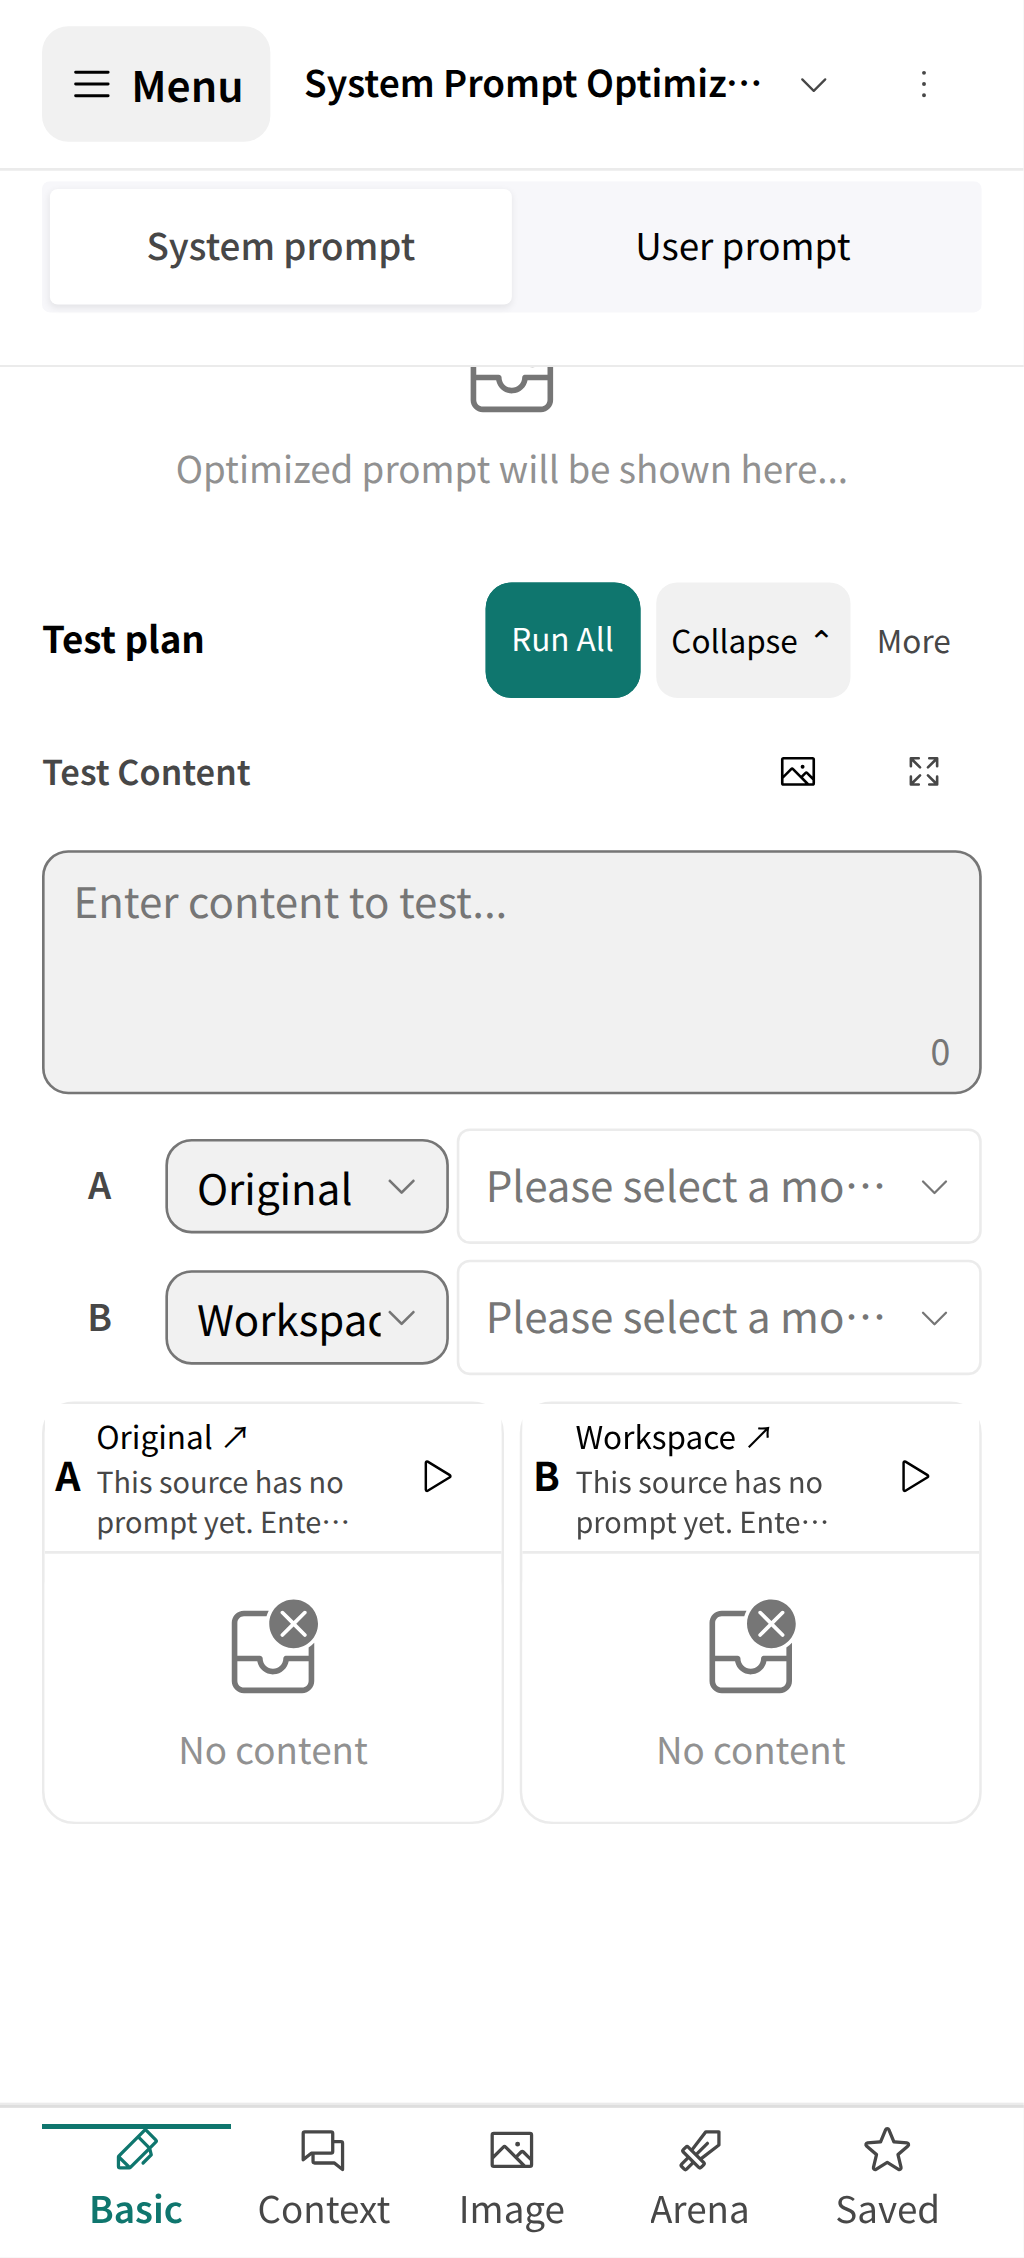 Menu
System Prompt Optimiz···
System prompt
User prompt
Optimized prompt will be shown here...
Test plan
Run All
Collapse ⌃
More
Test Content
Enter content to test...
0
A
Original
Please select a mo···
B
Workspac
Please select a mo···
A
Original ↗
This source has no
prompt yet. Ente···
B
Workspace ↗
This source has no
prompt yet. Ente···
No content
No content
Basic
Context
Image
Arena
Saved